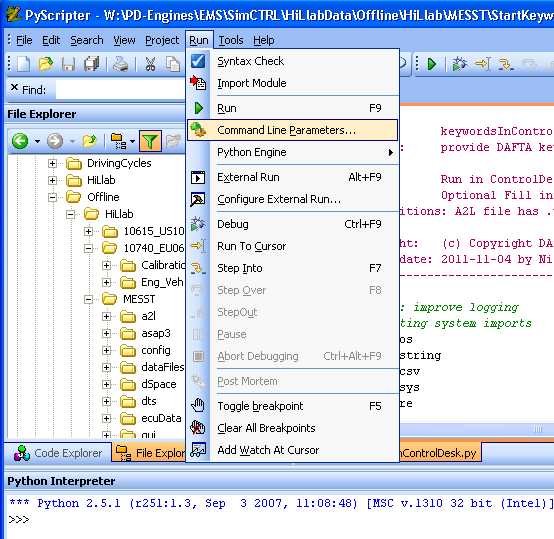 PyScripter - W:\PD-Engines\EMS\SimCTRL\HiLlabData\Offline\HiLlab\MESST\StartKeyw
File Edit Search View Project Run Tools Help
Find:
File Explorer
DrivingCycles
HiLlab
Offline
HiLlab
10615_US10
10740_EU06
Calibratio
Eng_Veh
MESST
a2l
asap3
config
dataFiles
dSpace
dts
ecuData
gui
Syntax Check
Import Module
Run F9
Command Line Parameters...
Python Engine
External Run Alt+F9
Configure External Run...
Debug Ctrl+F9
Run To Cursor
Step Into F7
Step Over F8
StepOut
Pause
Abort Debugging Ctrl+Alt+F9
Post Mortem
Toggle breakpoint F5
Clear All Breakpoints
Add Watch At Cursor
keywordsInContro
: provide DAFTA key
Run in ControlDe
Optional Fill in
itions: A2L file has .
ht: (c) Copyright DA
date: 2011-11-04 by Ni
: improve logging
ting system imports
os
string
csv
sys
re
Code Explorer File Explor nControlDesk.py
Python Interpreter
*** Python 2.5.1 (r251:1.3, Sep 3 2007, 11:08:48) [MSC v.1310 32 bit (Intel)]
>>>